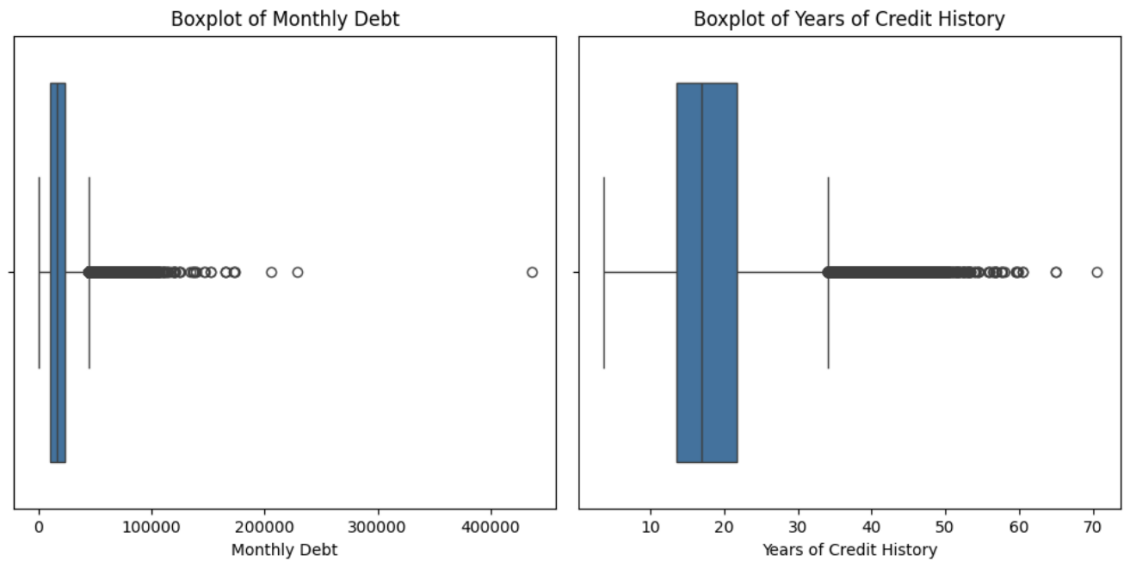 Boxplot of Monthly Debt
0 100000 200000 300000 400000
Monthly Debt
Boxplot of Years of Credit History
10 20 30 40 50 60 70
Years of Credit History